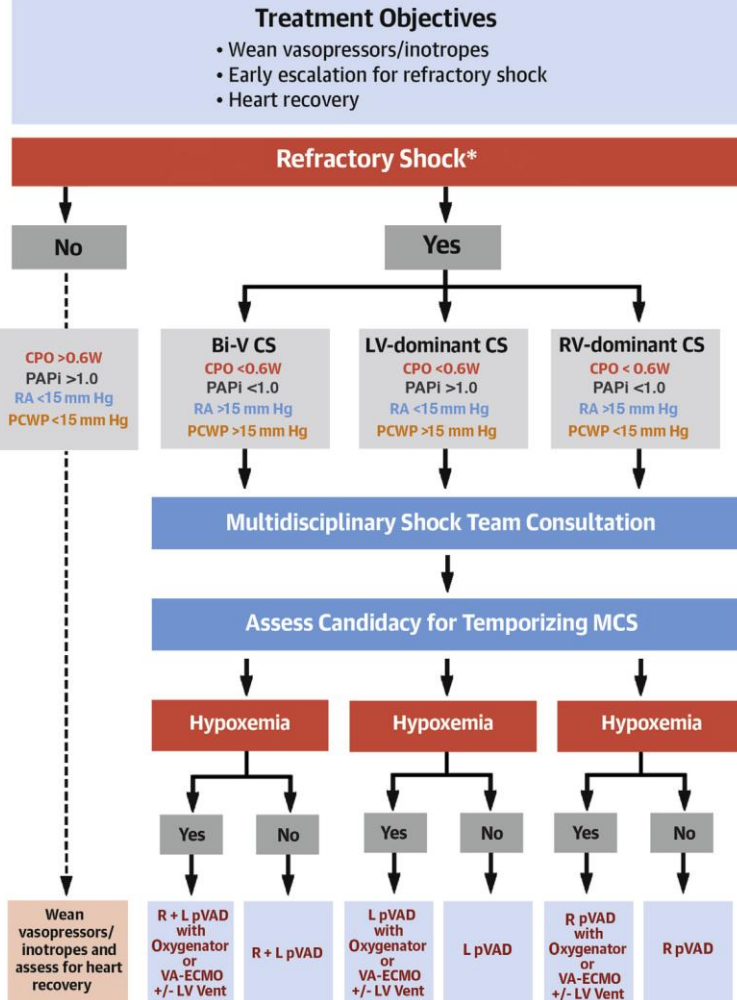 Treatment Objectives
• Wean vasopressors/inotropes
• Early escalation for refractory shock
• Heart recovery
Refractory Shock*
No
Yes
CPO >0.6W
PAPi >1.0
RA <15 mm Hg
PCWP <15 mm Hg
Bi-V CS
CPO <0.6W
PAPi <1.0
RA >15 mm Hg
PCWP >15 mm Hg
LV-dominant CS
CPO <0.6W
PAPi >1.0
RA <15 mm Hg
PCWP >15 mm Hg
RV-dominant CS
CPO < 0.6W
PAPi <1.0
RA >15 mm Hg
PCWP <15 mm Hg
Multidisciplinary Shock Team Consultation
Assess Candidacy for Temporizing MCS
Hypoxemia
Hypoxemia
Hypoxemia
Yes
No
Yes
No
Yes
No
Wean
vasopressors/
inotropes and
assess for heart
recovery
R + L pVAD
with
Oxygenator
or
VA-ECMO
+/- LV Vent
R + L pVAD
L pVAD
with
Oxygenator
or
VA-ECMO
+/- LV Vent
L pVAD
R pVAD
with
Oxygenator
or
VA-ECMO
+/- LV Vent
R pVAD